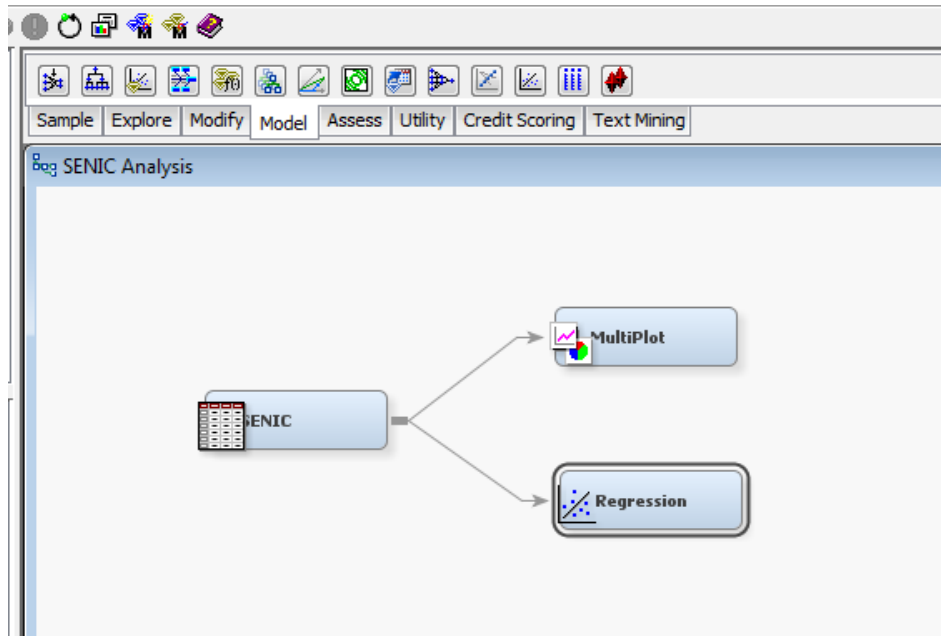 Sample Explore Modify Model Assess Utility Credit Scoring Text Mining
SENIC Analysis
MultiPlot
SENIC
Regression